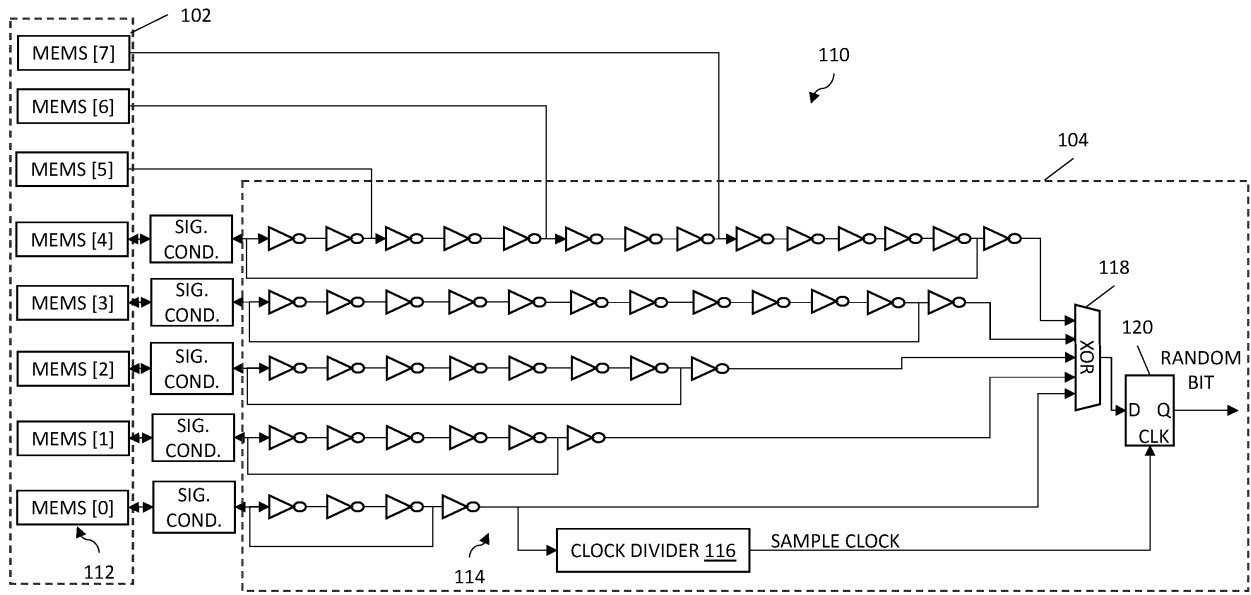 102
MEMS [7]
110
MEMS [6]
104
MEMS [5]
MEMS [4]
SIG.
COND.
118
MEMS [3]
SIG.
COND.
120
XOR
RANDOM
BIT
MEMS [2]
SIG.
COND.
D Q
CLK
MEMS [1]
SIG.
COND.
MEMS [0]
SIG.
COND.
CLOCK DIVIDER 116
SAMPLE CLOCK
112
114